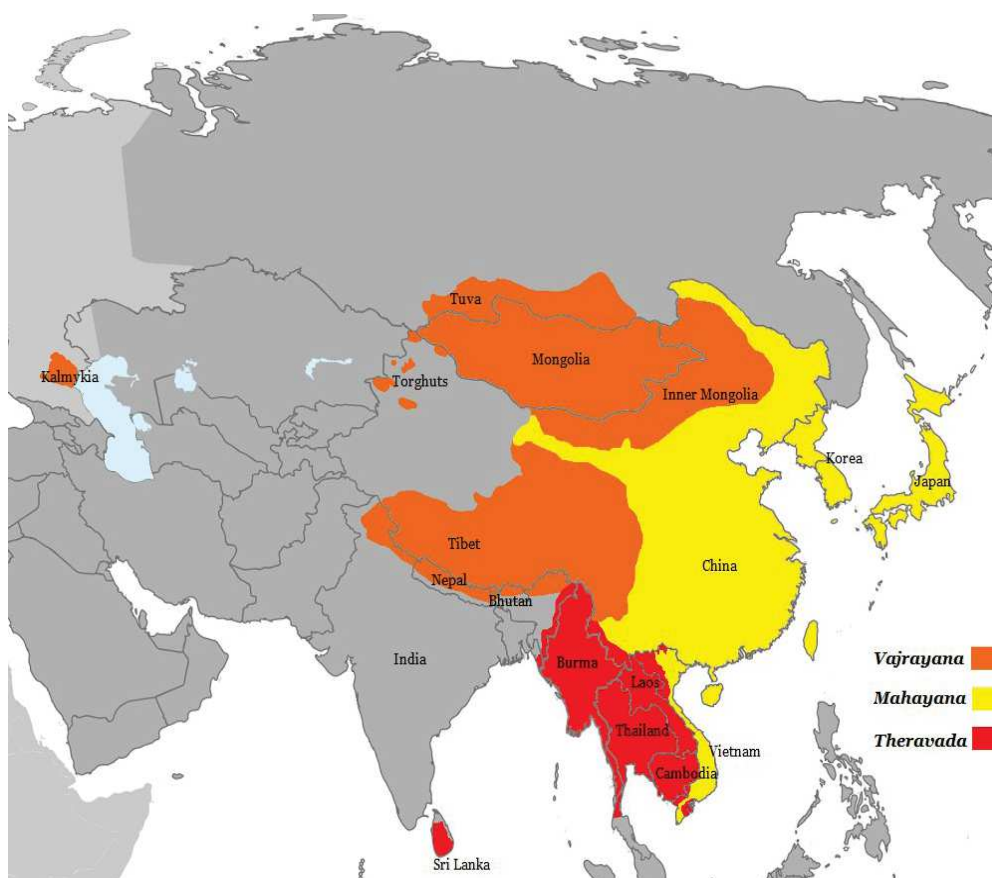 Tuva
Mongolia
Kalmykia
Torghuts
Inner Mongolia
Korea
Japan
Tibet
China
Nepal
Bhutan
India
Burma
Laos
Thailand
Vietnam
Cambodia
Sri Lanka
Vajrayana
Mahayana
Theravada